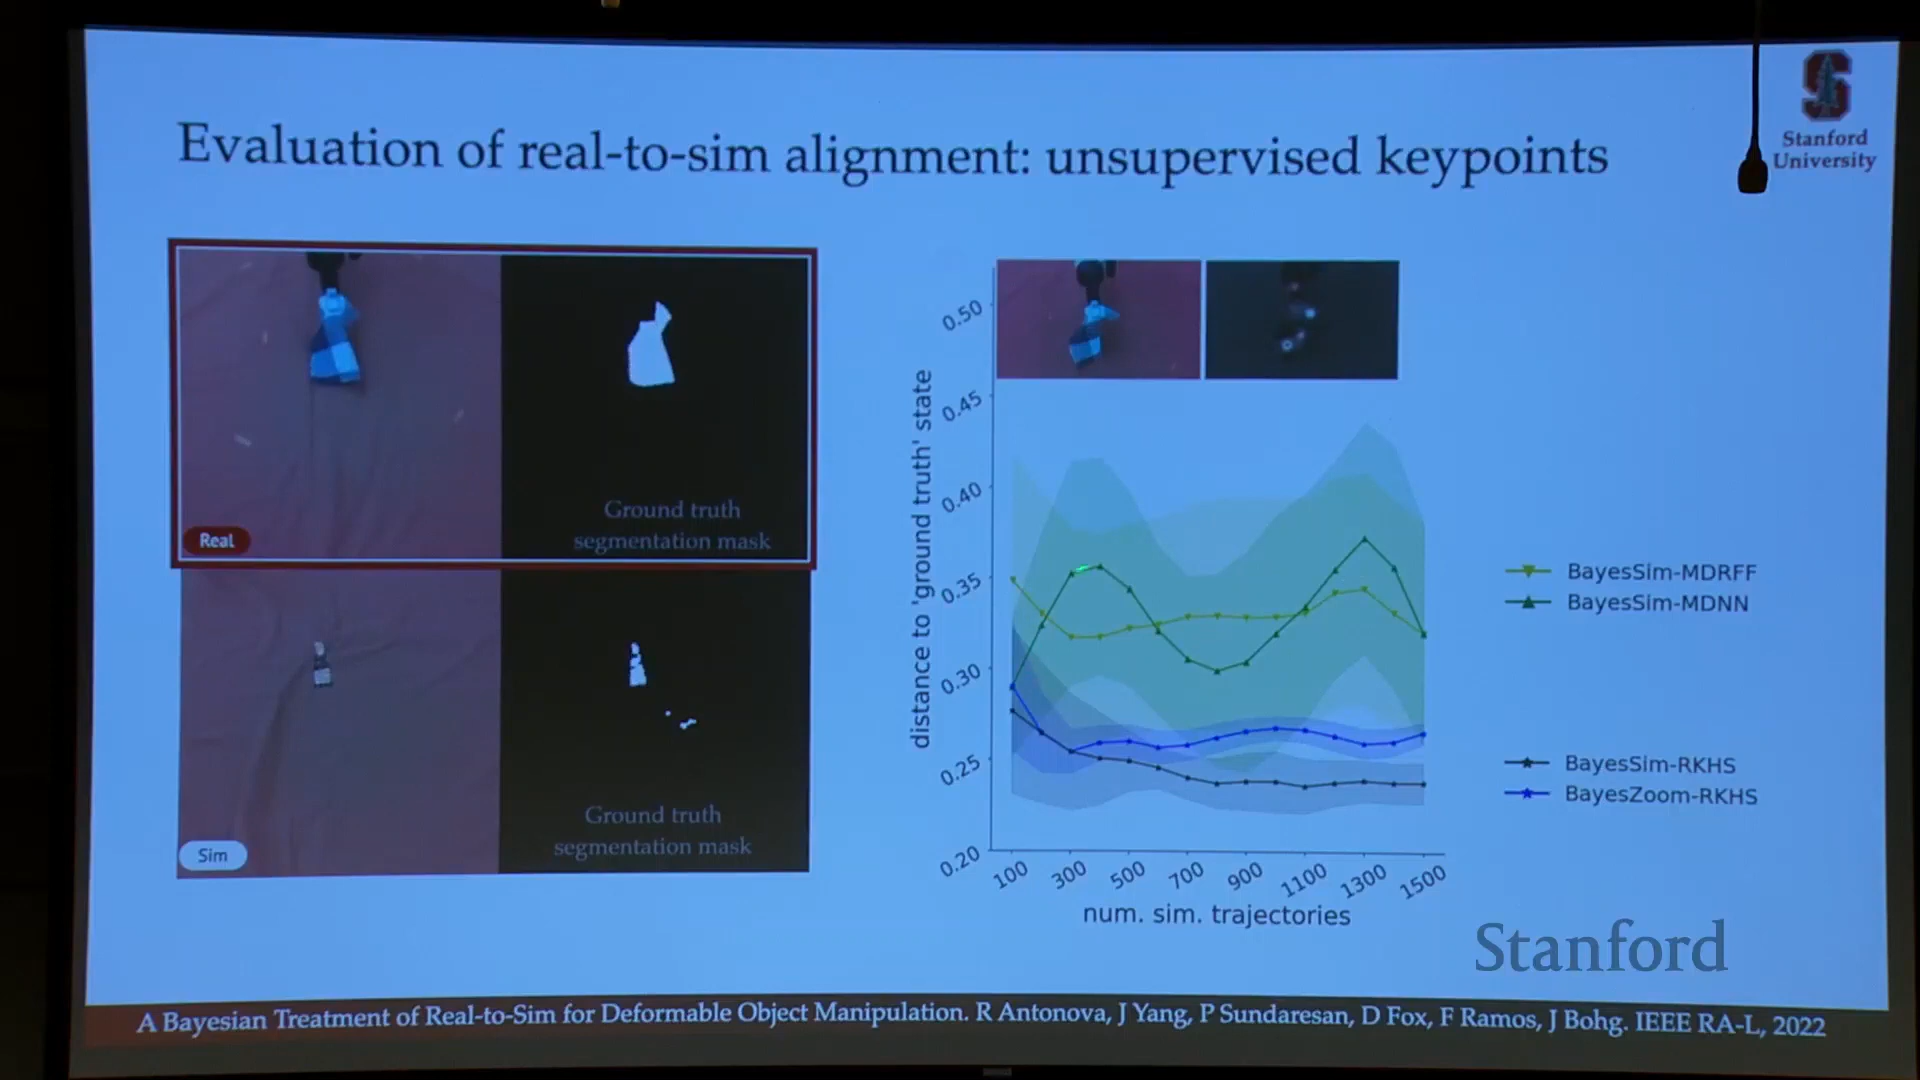 Evaluation of real-to-sim alignment: unsupervised keypoints
S
Stanford
University
Real
Ground truth
segmentation mask
Sim
Ground truth
segmentation mask
distance to 'ground truth' state
0.50
0.45
0.40
0.35
0.30
0.25
0.20
100 300 500 700 900 1100 1300 1500
num. sim. trajectories
BayesSim-MDRFF
BayesSim-MDNN
BayesSim-RKHS
BayesZoom-RKHS
Stanford
A Bayesian Treatment of Real-to-Sim for Deformable Object Manipulation. R Antonova, J Yang, P Sundaresan, D Fox, F Ramos, J Bohg. IEEE RA-L, 2022